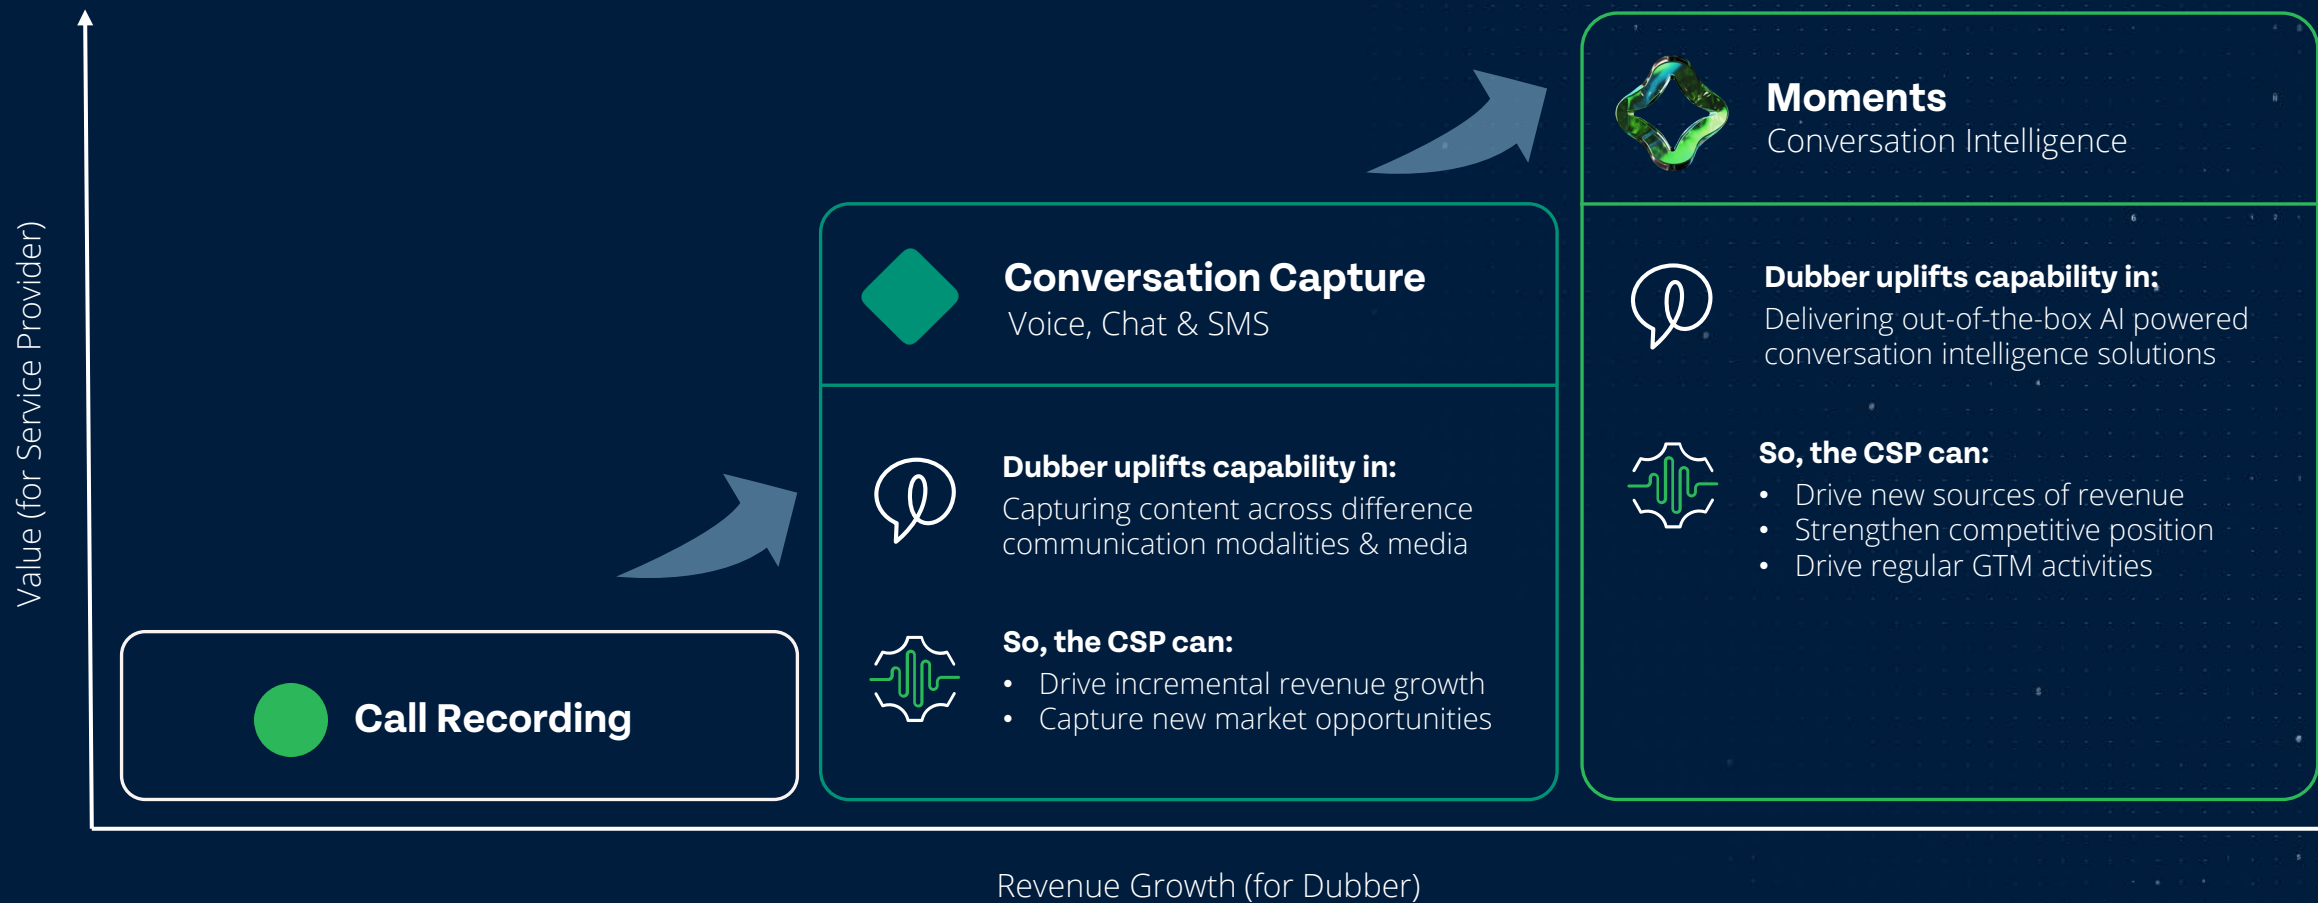 Value (for Service Provider)
Call Recording
Conversation Capture
Voice, Chat & SMS
Dubber uplifts capability in:
Capturing content across difference
communication modalities & media
So, the CSP can:
• Drive incremental revenue growth
• Capture new market opportunities
Moments
Conversation Intelligence
Dubber uplifts capability in:
Delivering out-of-the-box AI powered
conversation intelligence solutions
So, the CSP can:
• Drive new sources of revenue
• Strengthen competitive position
• Drive regular GTM activities
Revenue Growth (for Dubber)